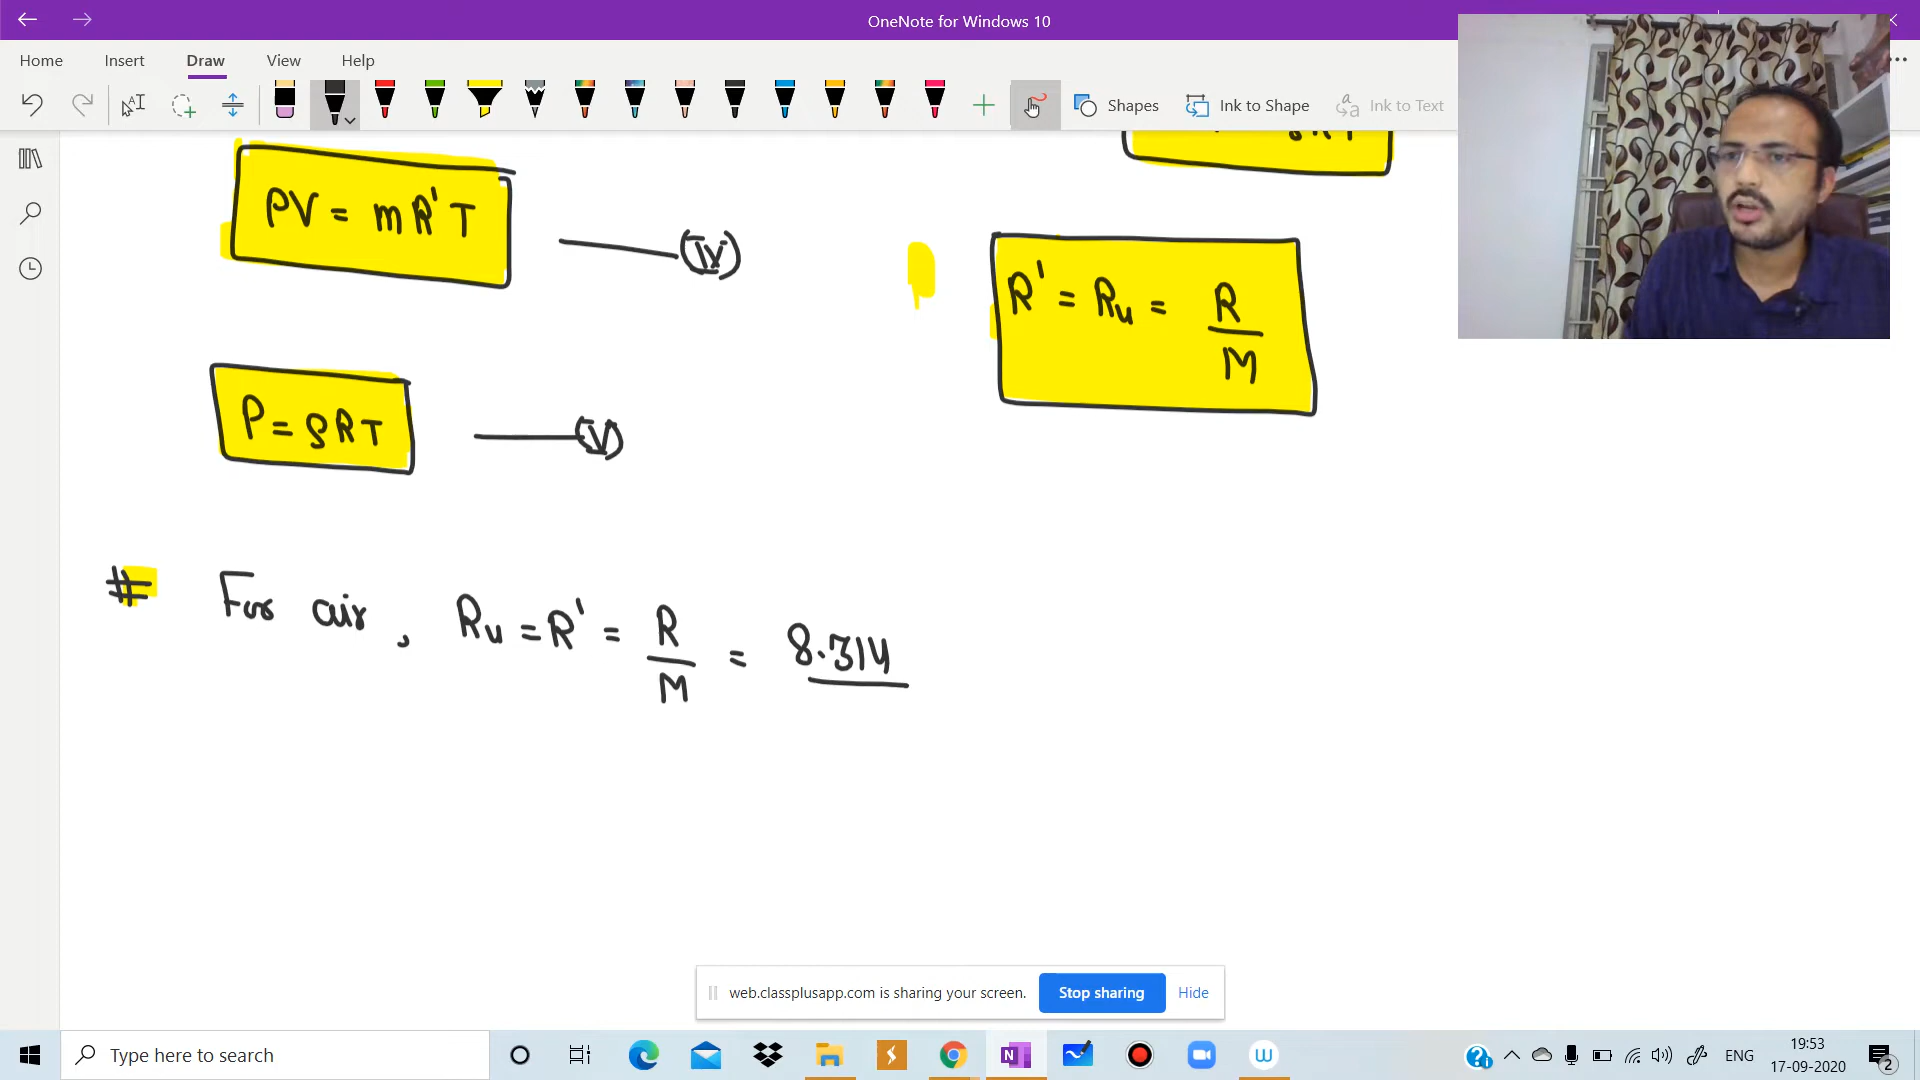 OneNote for Windows 10
Home Insert Draw View Help
Shapes Ink to Shape Ink to Text
PV = mR'T (IV)
R' = Ru = R/M
P = ρRT (V)
# For air, Ru = R' = R/M = 8.314
web.classplusapp.com is sharing your screen. Stop sharing Hide
Type here to search
ENG
19:53
17-09-2020
2